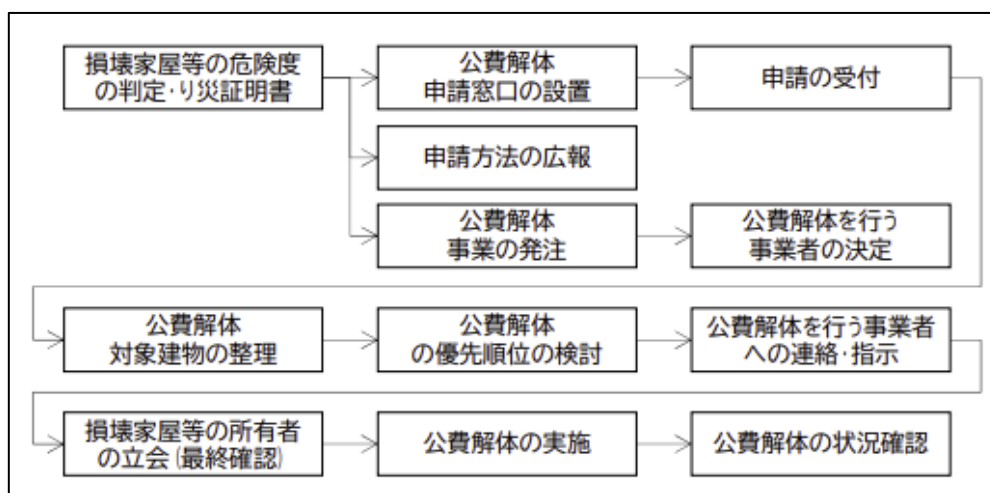 損壊家屋等の危険度
の判定･り災証明書
公費解体
申請窓口の設置
申請の受付
申請方法の広報
公費解体
事業の発注
公費解体を行う
事業者の決定
公費解体
対象建物の整理
公費解体
の優先順位の検討
公費解体を行う事業者
への連絡･指示
損壊家屋等の所有者
の立会(最終確認)
公費解体の実施
公費解体の状況確認